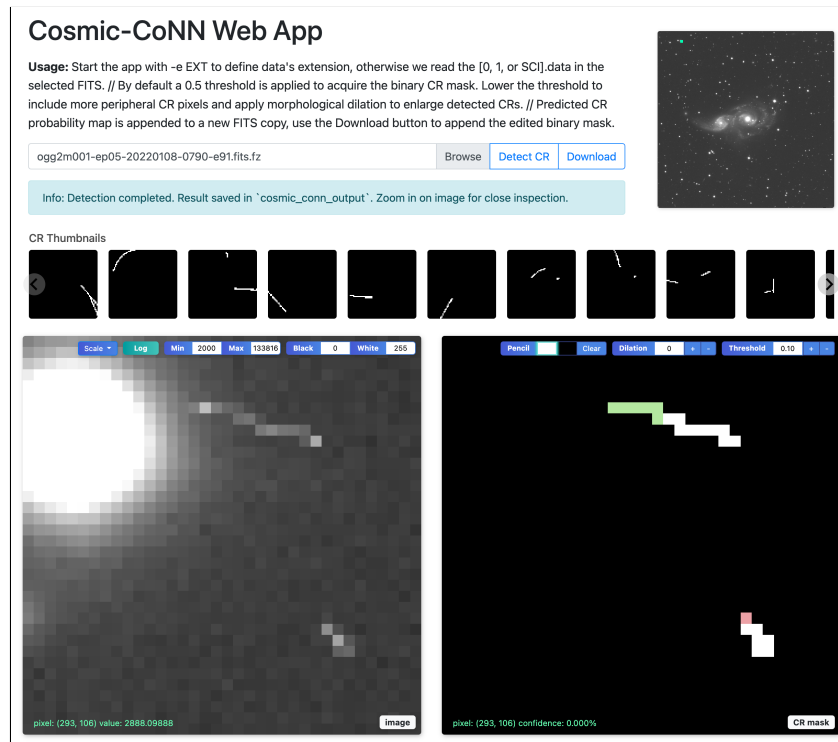 Cosmic-CoNN Web App
Usage: Start the app with -e EXT to define data's extension, otherwise we read the [0, 1, or SCI].data in the
selected FITS. // By default a 0.5 threshold is applied to acquire the binary CR mask. Lower the threshold to
include more peripheral CR pixels and apply morphological dilation to enlarge detected CRs. // Predicted CR
probability map is appended to a new FITS copy, use the Download button to append the edited binary mask.
ogg2m001-ep05-20220108-0790-e91.fits.fz Browse Detect CR Download
Info: Detection completed. Result saved in `cosmic_conn_output`. Zoom in on image for close inspection.
CR Thumbnails
Scale Log Min 2000 Max 133816 Black 0 White 255
Pencil Clear Dilation 0 + - Threshold 0.10 + -
pixel: (293, 106) value: 2888.09888 image
pixel: (293, 106) confidence: 0.000% CR mask